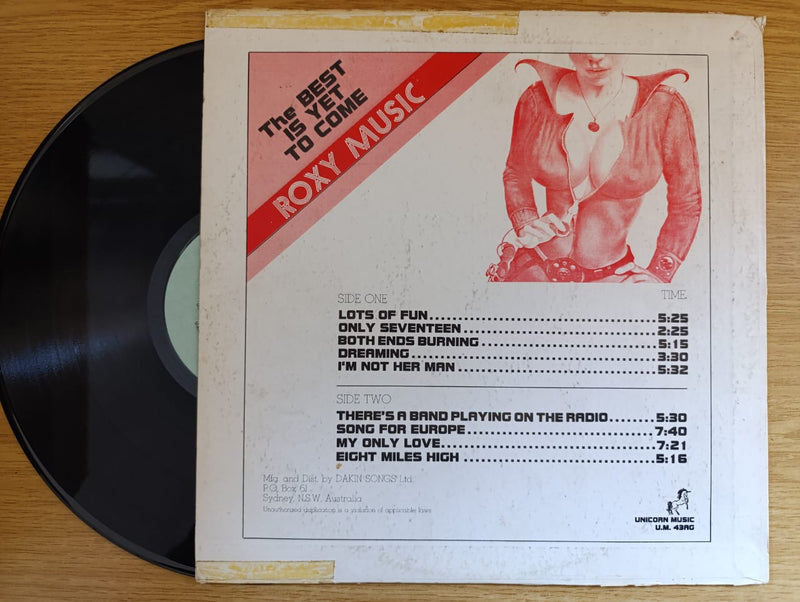 The BEST
IS YET
TO COME
ROXY MUSIC
SIDE ONE TIME
LOTS OF FUN 5:25
ONLY SEVENTEEN 2:25
BOTH ENDS BURNING 5:15
DREAMING 3:30
I'M NOT HER MAN 5:32
SIDE TWO
THERE'S A BAND PLAYING ON THE RADIO 5:30
SONG FOR EUROPE 7:40
MY ONLY LOVE 7:21
EIGHT MILES HIGH 5:16
Mfg. and Dist. by DAKIN SONGS Ltd.
P.O. Box 61
Sydney, N.S.W. Australia
Unauthorized duplication is a violation of applicable laws
UNICORN MUSIC
U.M. 43AG